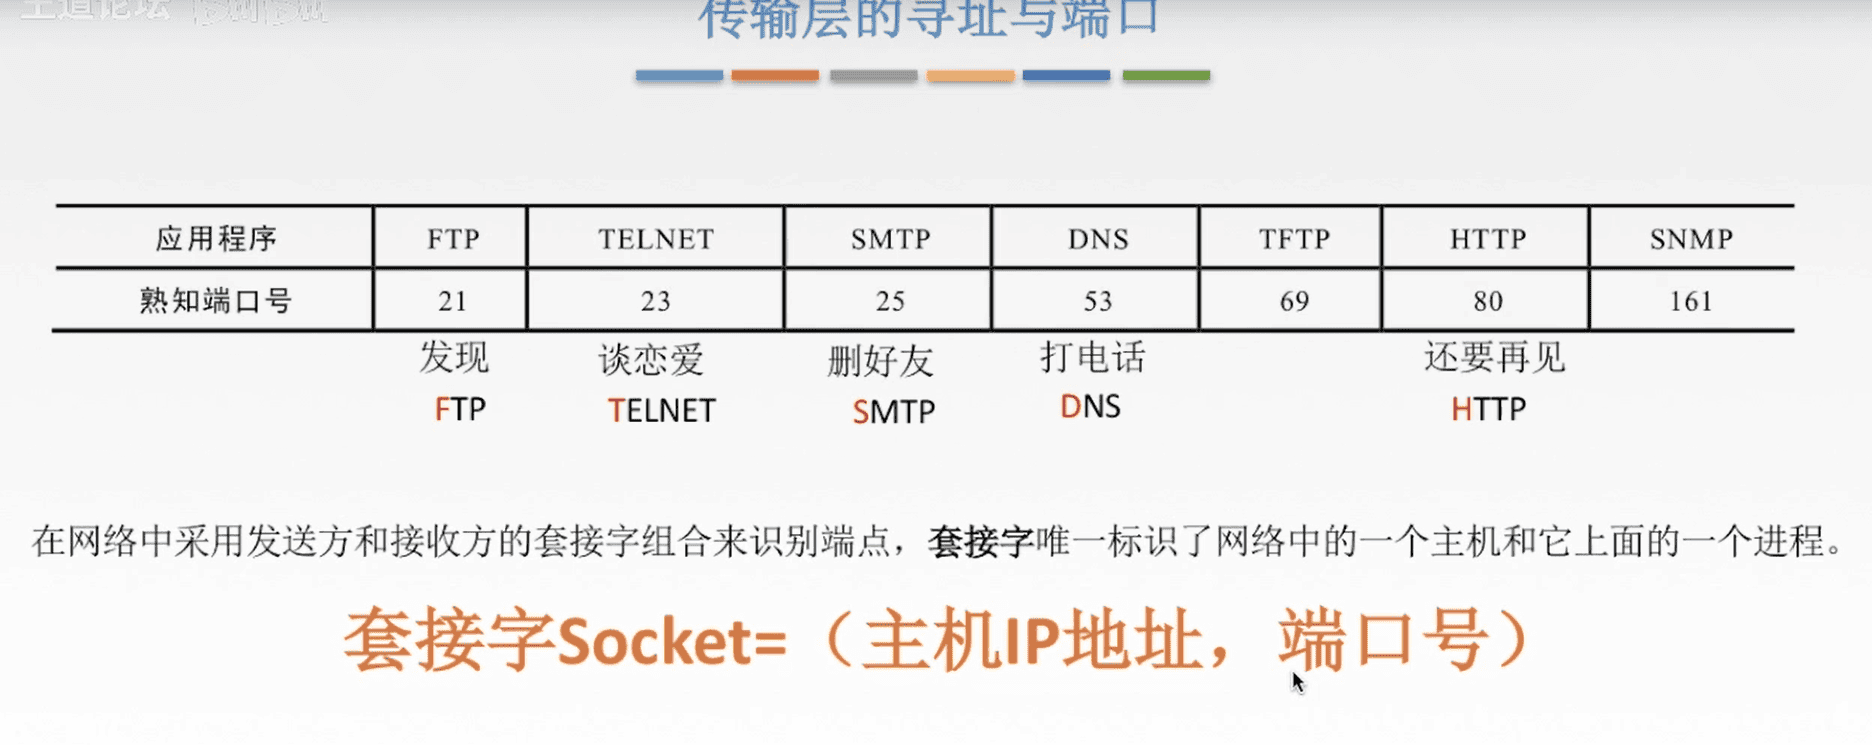 王道论坛
传输层的寻址与端口
应用程序 FTP TELNET SMTP DNS TFTP HTTP SNMP
熟知端口号 21 23 25 53 69 80 161
发现 谈恋爱 删好友 打电话 还要再见
FTP TELNET SMTP DNS HTTP
在网络中采用发送方和接收方的套接字组合来识别端点，套接字唯一标识了网络中的一个主机和它上面的一个进程。
套接字Socket=（主机IP地址，端口号）